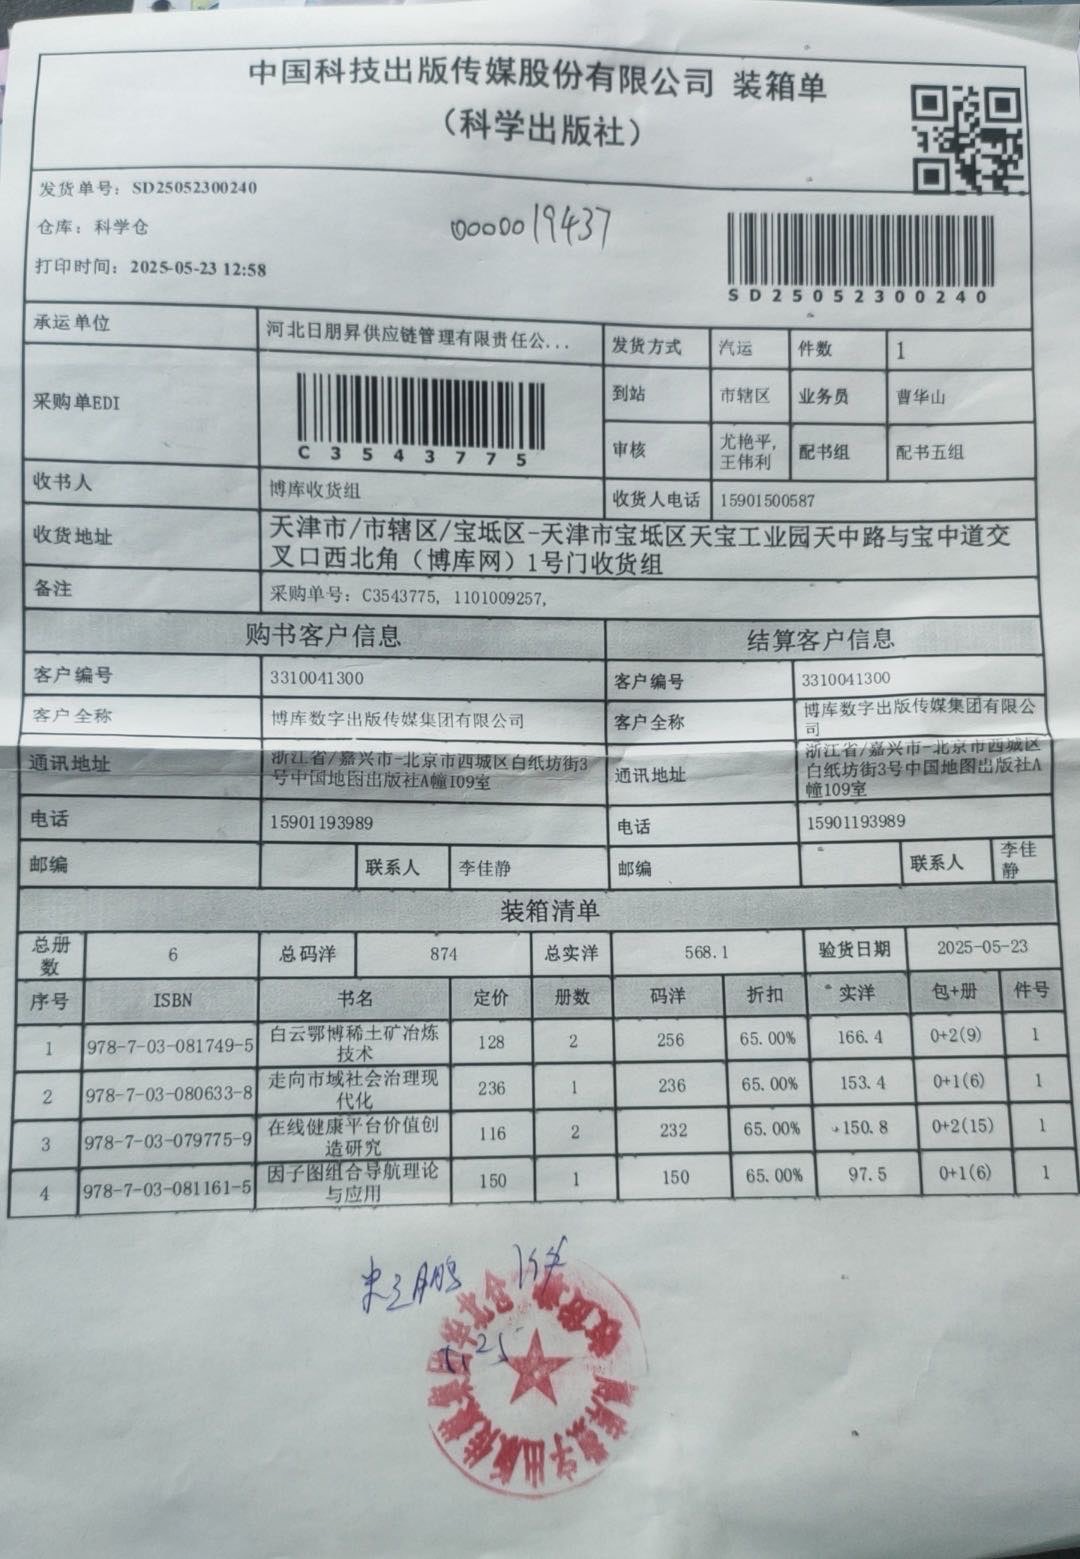 中国科技出版传媒股份有限公司 装箱单
（科学出版社）
发货单号：SD25052300240
仓库：科学仓
0000019437
打印时间：2025-05-23 12:58
SD25052300240
承运单位 河北日朋昇供应链管理有限责任公... 发货方式 汽运 件数 1
采购单EDI C3543775 到站 市辖区 业务员 曹华山
审核 尤艳平, 王伟利 配书组 配书五组
收书人 博库收货组 收货人电话 15901500587
收货地址 天津市/市辖区/宝坻区-天津市宝坻区天宝工业园天中路与宝中道交
叉口西北角（博库网）1号门收货组
备注 采购单号：C3543775, 1101009257,
购书客户信息 结算客户信息
客户编号 3310041300 客户编号 3310041300
客户全称 博库数字出版传媒集团有限公司 客户全称 博库数字出版传媒集团有限公司
通讯地址 浙江省/嘉兴市-北京市西城区白纸坊街3号中国地图出版社A幢109室 通讯地址 浙江省/嘉兴市-北京市西城区白纸坊街3号中国地图出版社A幢109室
电话 15901193989 电话 15901193989
邮编 联系人 李佳静 邮编 联系人 李佳静
装箱清单
总册数 6 总码洋 874 总实洋 568.1 验货日期 2025-05-23
序号 ISBN 书名 定价 册数 码洋 折扣 实洋 包+册 件号
1 978-7-03-081749-5 白云鄂博稀土矿冶炼技术 128 2 256 65.00% 166.4 0+2(9) 1
2 978-7-03-080633-8 走向市域社会治理现代化 236 1 236 65.00% 153.4 0+1(6) 1
3 978-7-03-079775-9 在线健康平台价值创造研究 116 2 232 65.00% 150.8 0+2(15) 1
4 978-7-03-081161-5 因子图组合导航理论与应用 150 1 150 65.00% 97.5 0+1(6) 1